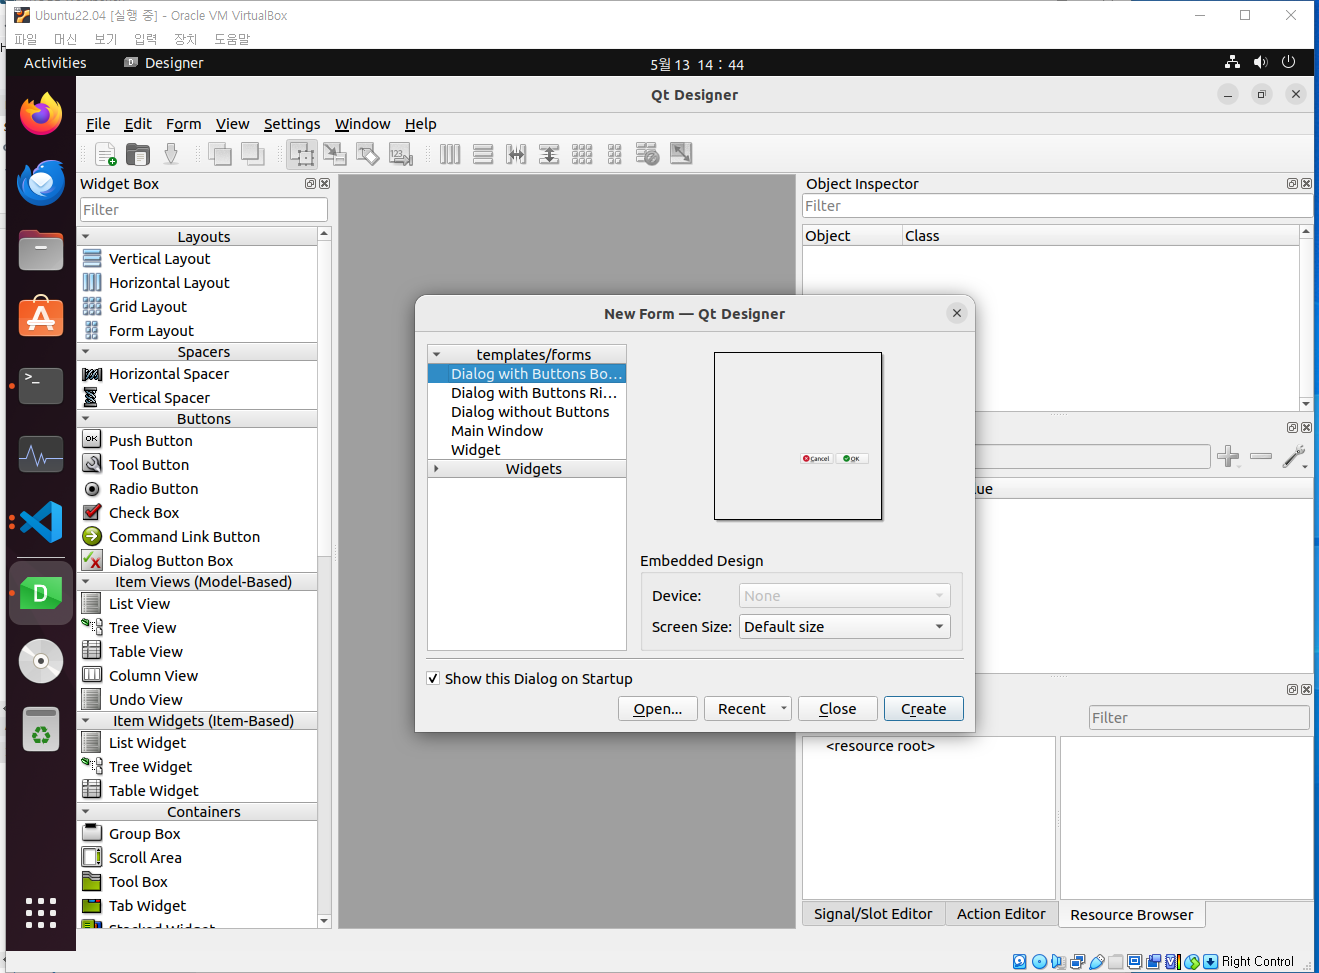 Ubuntu22.04 [실행 중] - Oracle VM VirtualBox
파일 머신 보기 입력 장치 도움말
Activities Designer 5월 13 14 : 44
Qt Designer
File Edit Form View Settings Window Help
Widget Box
Filter
Layouts
Vertical Layout
Horizontal Layout
Grid Layout
Form Layout
Spacers
Horizontal Spacer
Vertical Spacer
Buttons
OK Push Button
Tool Button
Radio Button
Check Box
Command Link Button
Dialog Button Box
Item Views (Model-Based)
List View
Tree View
Table View
Column View
Undo View
Item Widgets (Item-Based)
List Widget
Tree Widget
Table Widget
Containers
Group Box
Scroll Area
Tool Box
Tab Widget
Stacked Widget
New Form — Qt Designer
templates/forms
Dialog with Buttons Bo...
Dialog with Buttons Ri...
Dialog without Buttons
Main Window
Widget
Widgets
Cancel OK
Embedded Design
Device: None
Screen Size: Default size
Show this Dialog on Startup
Open... Recent Close Create
Object Inspector
Filter
Object Class
lue
Filter
<resource root>
Signal/Slot Editor Action Editor Resource Browser
Right Control